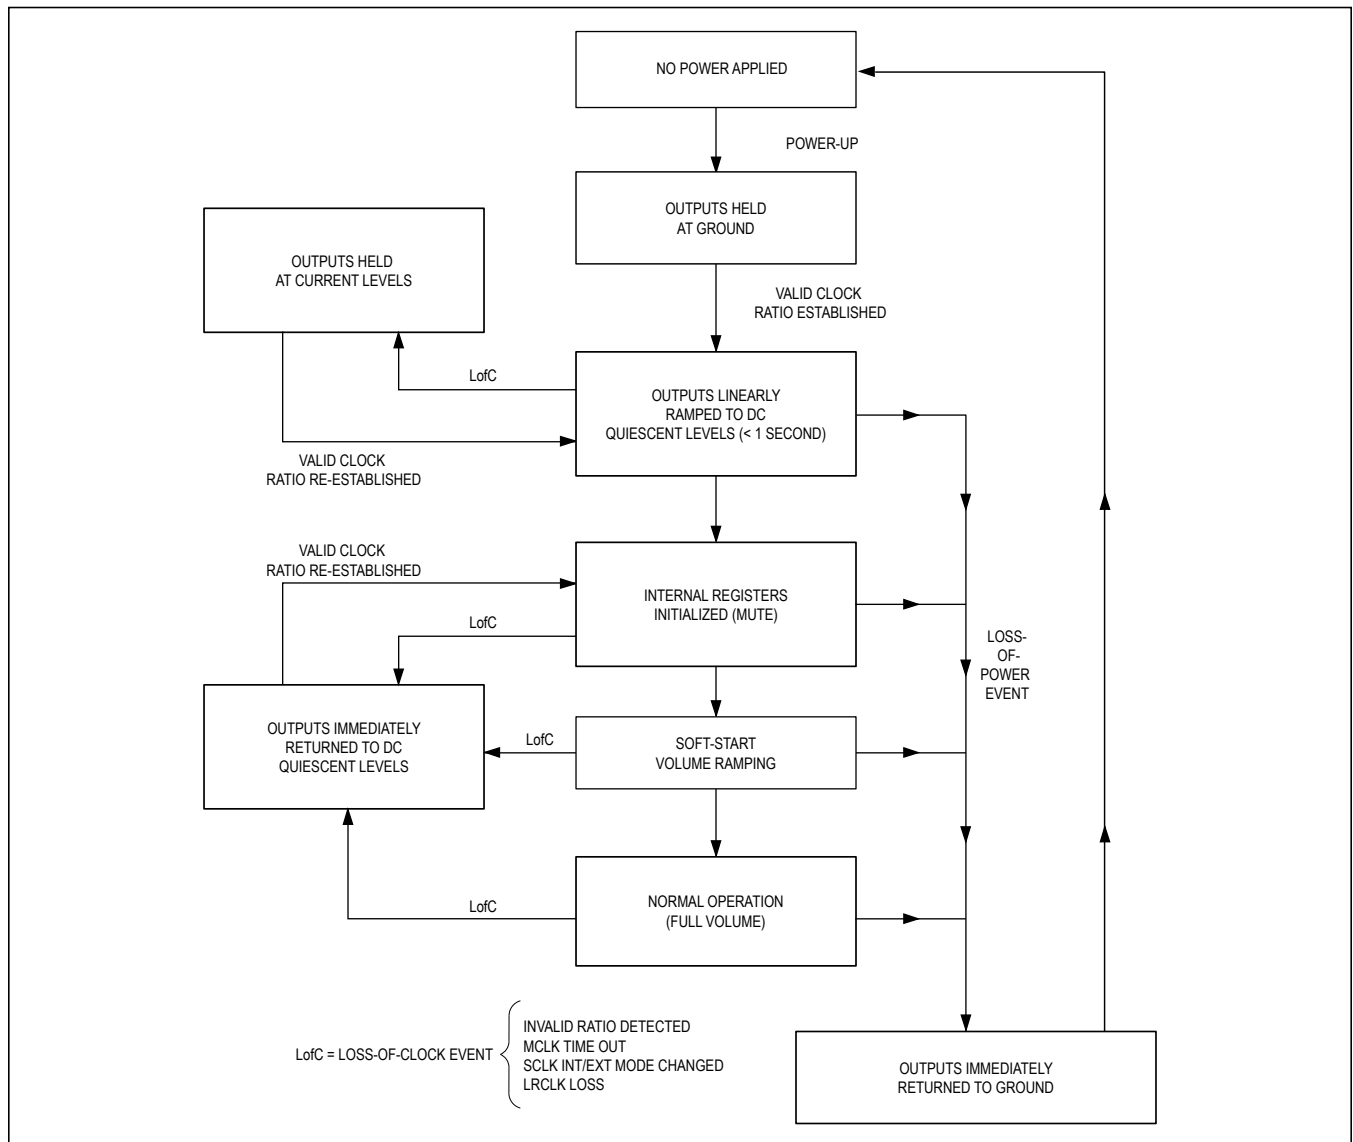 NO POWER APPLIED
POWER-UP
OUTPUTS HELD
AT GROUND
OUTPUTS HELD
AT CURRENT LEVELS
VALID CLOCK
RATIO ESTABLISHED
LofC
OUTPUTS LINEARLY
RAMPED TO DC
QUIESCENT LEVELS (< 1 SECOND)
VALID CLOCK
RATIO RE-ESTABLISHED
VALID CLOCK
RATIO RE-ESTABLISHED
INTERNAL REGISTERS
INITIALIZED (MUTE)
LofC
LOSS-
OF-
POWER
EVENT
OUTPUTS IMMEDIATELY
RETURNED TO DC
QUIESCENT LEVELS
LofC
SOFT-START
VOLUME RAMPING
LofC
NORMAL OPERATION
(FULL VOLUME)
LofC = LOSS-OF-CLOCK EVENT
INVALID RATIO DETECTED
MCLK TIME OUT
SCLK INT/EXT MODE CHANGED
LRCLK LOSS
OUTPUTS IMMEDIATELY
RETURNED TO GROUND